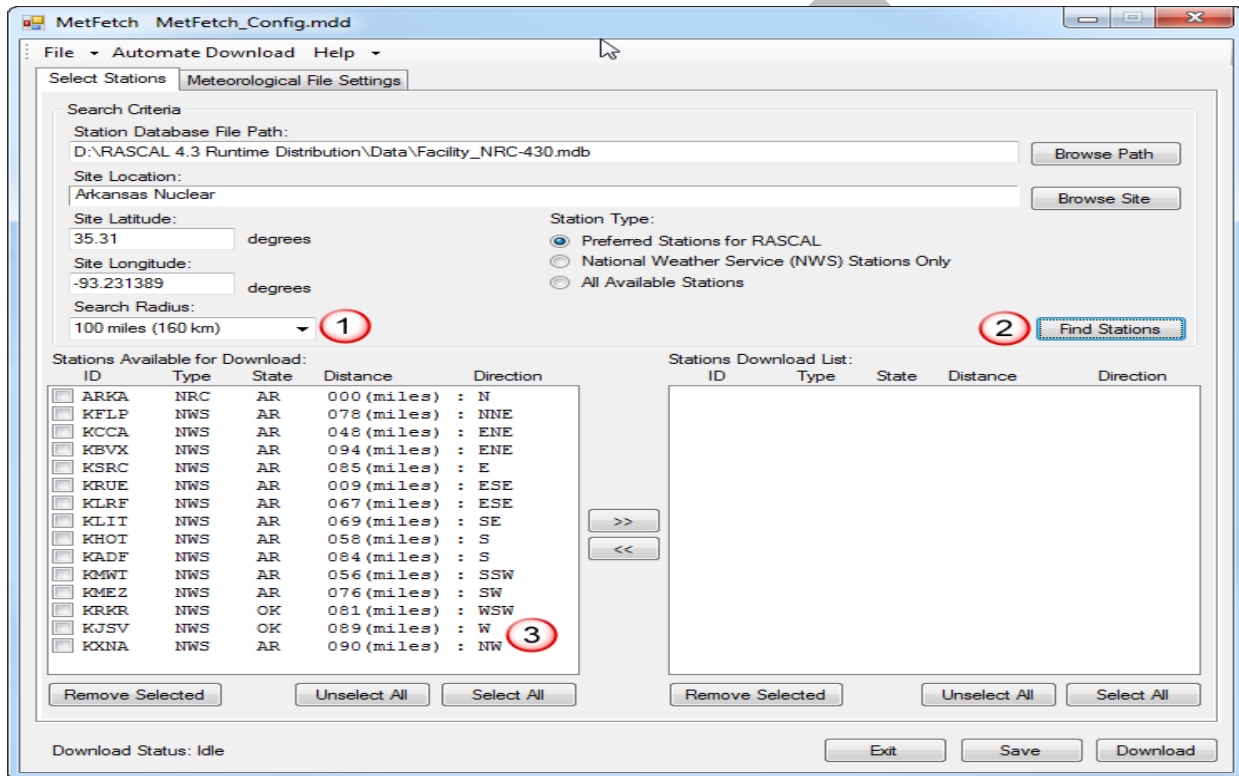 MetFetch MetFetch_Config.mdd
File Automate Download Help
Select Stations Meteorological File Settings
Search Criteria
Station Database File Path:
D:\RASCAL 4.3 Runtime Distribution\Data\Facility_NRC-430.mdb Browse Path
Site Location:
Arkansas Nuclear Browse Site
Site Latitude: Station Type:
35.31 degrees Preferred Stations for RASCAL
Site Longitude: National Weather Service (NWS) Stations Only
-93.231389 degrees All Available Stations
Search Radius:
100 miles (160 km) 1 2 Find Stations
Stations Available for Download: Stations Download List:
ID Type State Distance Direction ID Type State Distance Direction
ARKA NRC AR 000(miles) : N
KFLP NWS AR 078(miles) : NNE
KCCA NWS AR 048(miles) : ENE
KBVX NWS AR 094(miles) : ENE
KSRC NWS AR 085(miles) : E
KRUE NWS AR 009(miles) : ESE
KLRF NWS AR 067(miles) : ESE
KLIT NWS AR 069(miles) : SE >>
KHOT NWS AR 058(miles) : S
KADF NWS AR 084(miles) : S <<
KMWT NWS AR 056(miles) : SSW
KMEZ NWS AR 076(miles) : SW
KRKR NWS OK 081(miles) : WSW
KJSV NWS OK 089(miles) : W 3
KXNA NWS AR 090(miles) : NW
Remove Selected Unselect All Select All Remove Selected Unselect All Select All
Download Status: Idle Exit Save Download